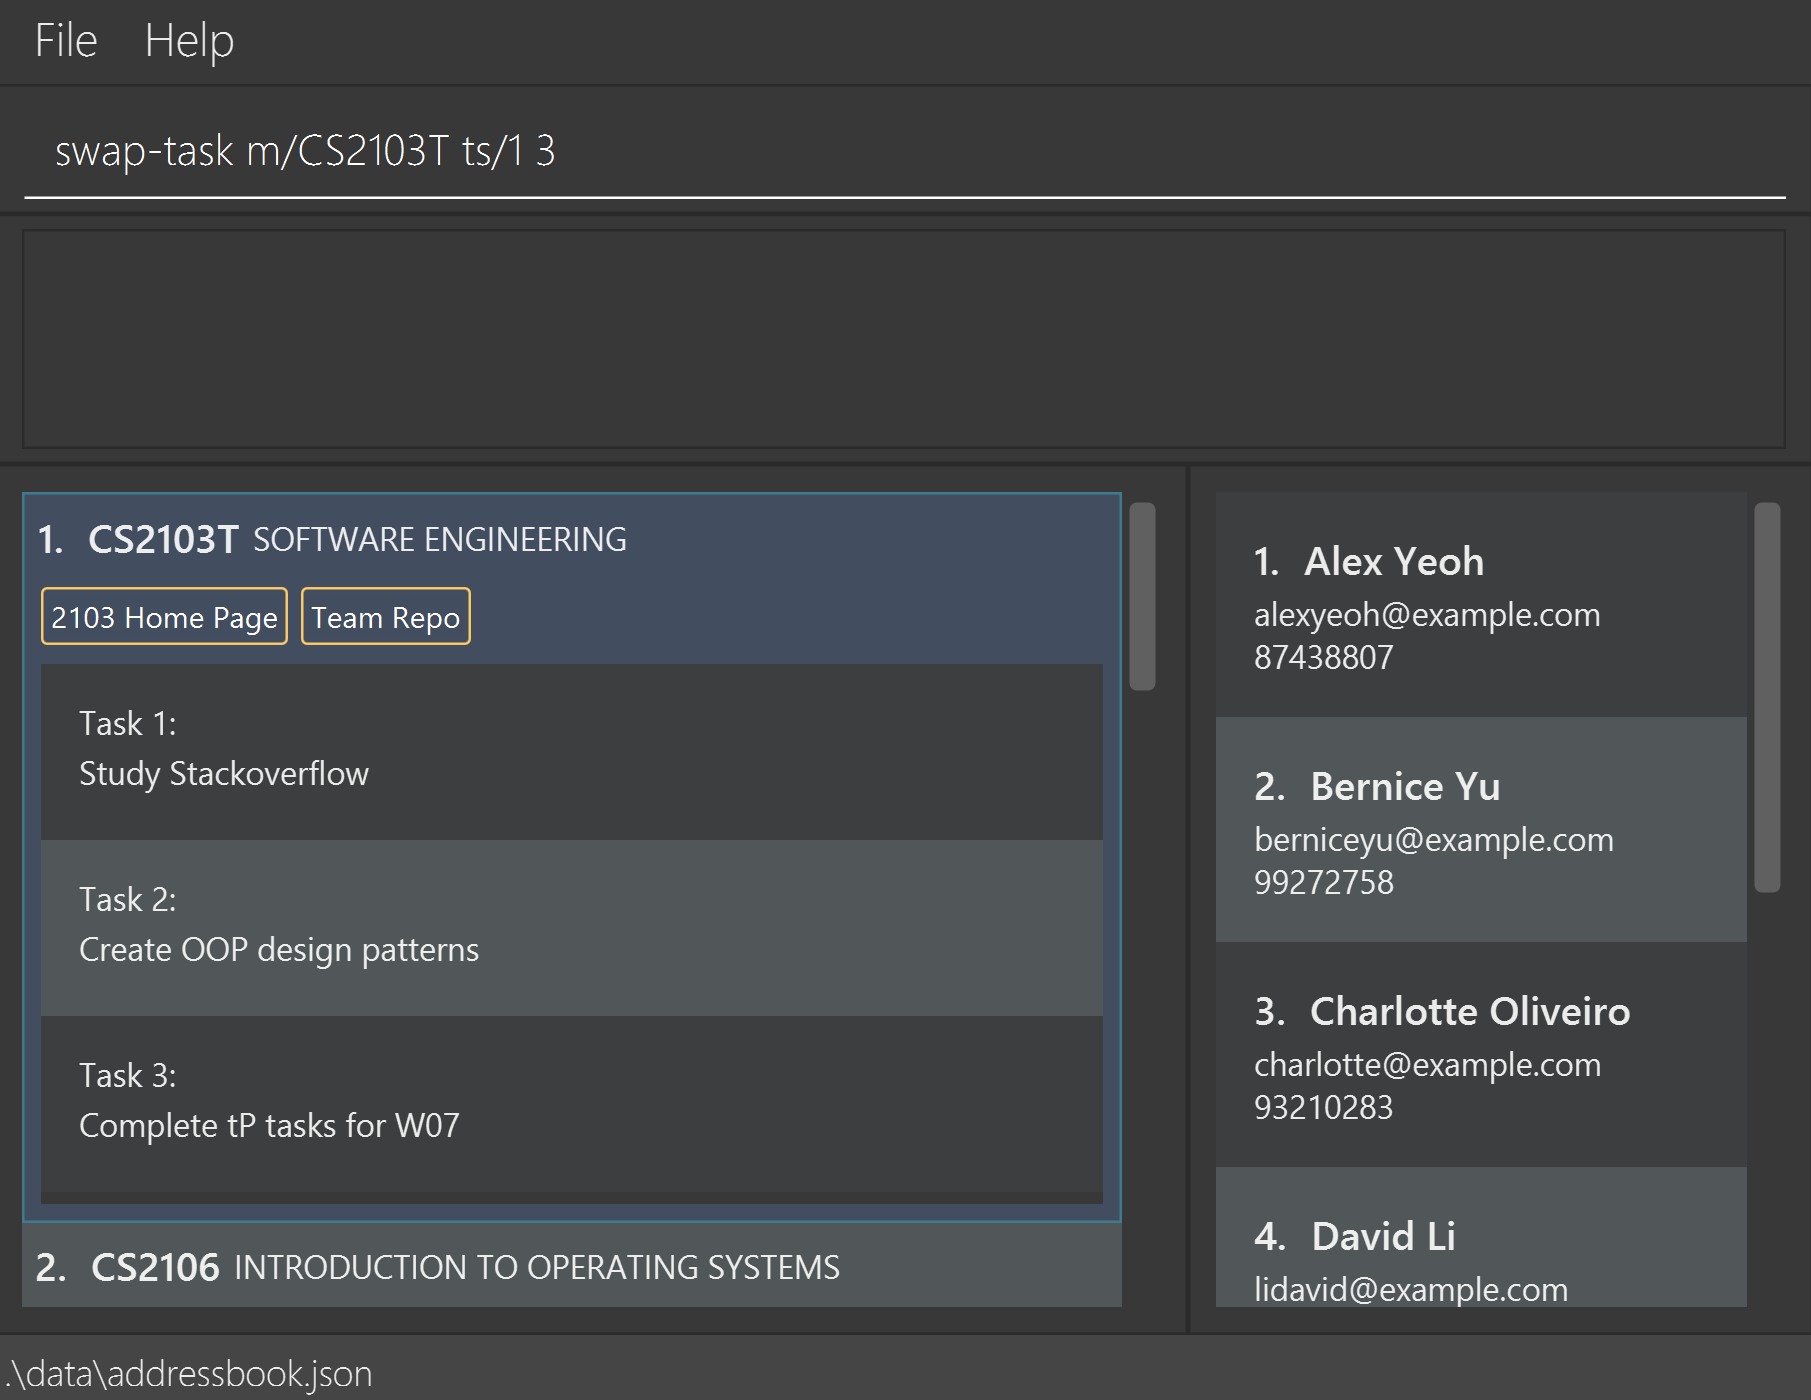 File Help
swap-task m/CS2103T ts/1 3
1. CS2103T SOFTWARE ENGINEERING
2103 Home Page Team Repo
Task 1:
Study Stackoverflow
Task 2:
Create OOP design patterns
Task 3:
Complete tP tasks for W07
2. CS2106 INTRODUCTION TO OPERATING SYSTEMS
1. Alex Yeoh
alexyeoh@example.com
87438807
2. Bernice Yu
berniceyu@example.com
99272758
3. Charlotte Oliveiro
charlotte@example.com
93210283
4. David Li
lidavid@example.com
.\data\addressbook.json